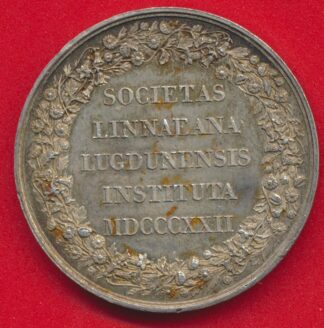 SOCIETAS
LINNAEANA
LUGDUNENSIS
INSTITUTA
MDCCCXXII